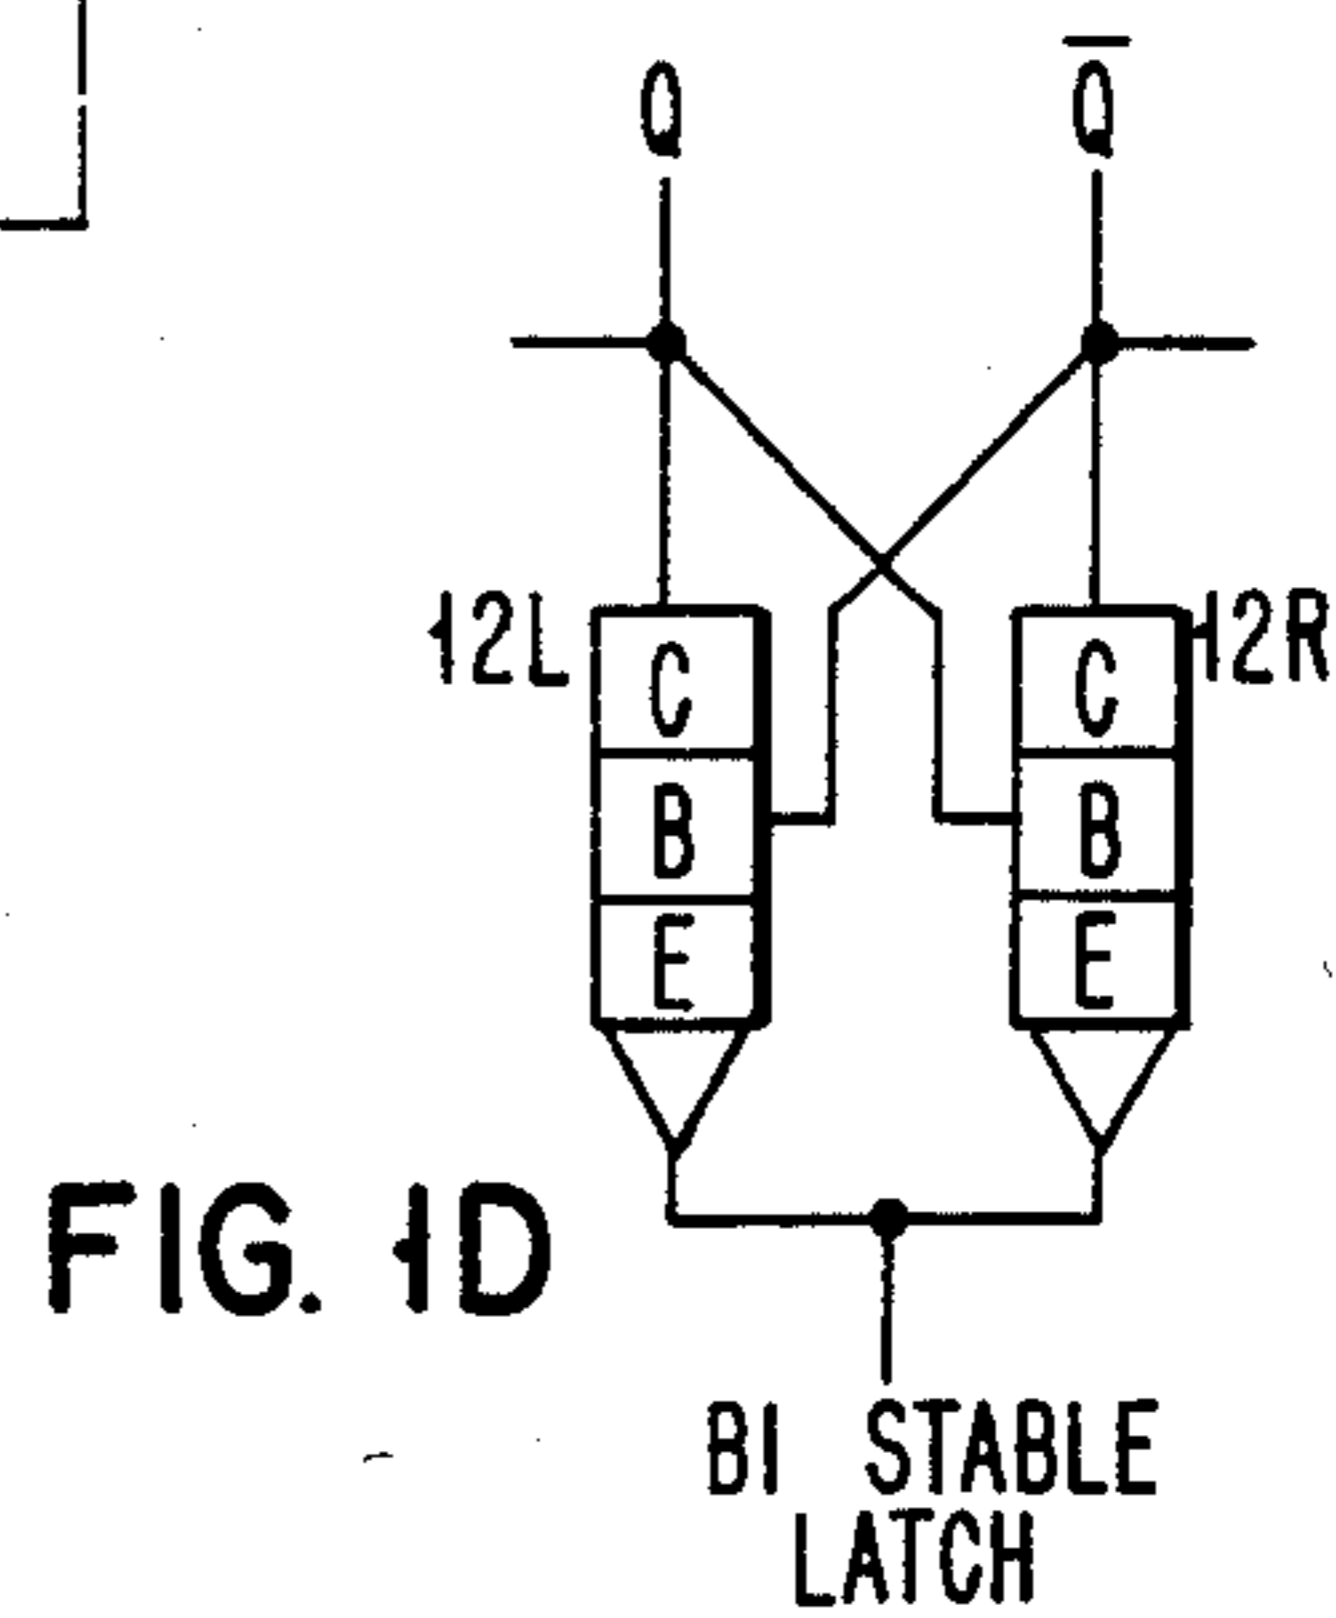 Q Q̅
12L 12R
C C
B B
E E
FIG. 1D
BI STABLE
LATCH